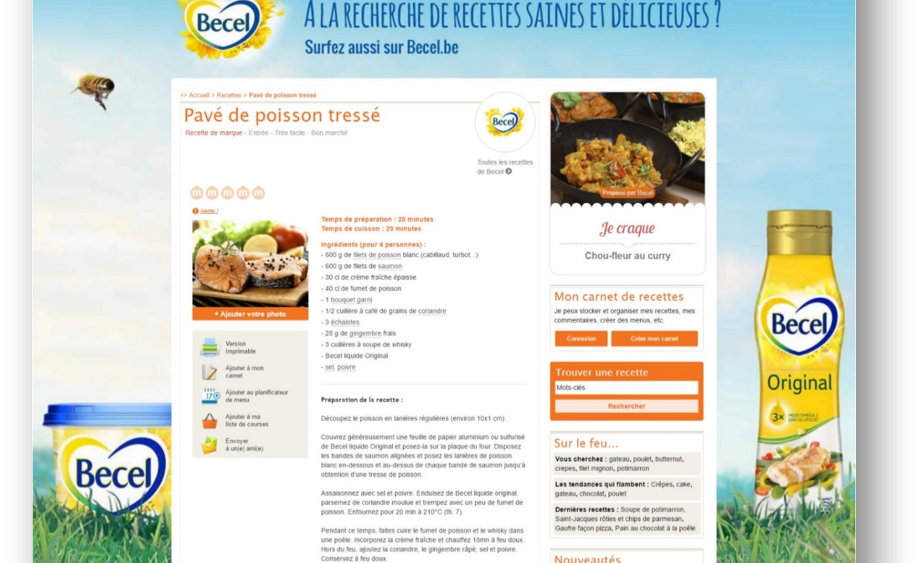 Becel
À LA RECHERCHE DE RECETTES SAINES ET DÉLICIEUSES ?
Surfez aussi sur Becel.be
>> Accueil > Recettes > Pavé de poisson tressé
Pavé de poisson tressé
Recette de marque - Entrée - Très facile - Bon marché
Becel
Toutes les recettes
de Becel
m m m m m
+ Ajouter votre photo
Version
Imprimable
Ajouter à mon
carnet
Ajouter au planificateur
de menu
Ajouter à ma
liste de courses
Envoyer
à un(e) ami(e)
Temps de préparation : 20 minutes
Temps de cuisson : 20 minutes
Ingrédients (pour 4 personnes) :
- 600 g de filets de poisson blanc (cabillaud, turbot...)
- 600 g de filets de saumon
- 30 cl de crème fraîche épaisse
- 40 cl de fumet de poisson
- 1 bouquet garni
- 1/2 cuillère à café de grains de coriandre
- 3 échalotes
- 25 g de gingembre frais
- 3 cuillères à soupe de whisky
- Becel liquide Original
- sel, poivre
Préparation de la recette :
Découpez le poisson en lanières régulières (environ 10x1 cm).
Couvrez généreusement une feuille de papier aluminium ou sulfurisé
de Becel liquide Original et posez-la sur la plaque du four. Disposez
les bandes de saumon alignées et posez les lanières de poisson
blanc en-dessous et au-dessus de chaque bande de saumon jusqu'à
obtention d'une tresse de poisson.
Assaisonnez avec sel et poivre. Enduisez de Becel liquide original,
parsemez de coriandre moulue et trempez avec un peu de fumet de
poisson. Enfournez pour 20 min à 210°C (th. 7).
Pendant ce temps, faites cuire le fumet de poisson et le whisky dans
une poêle. Incorporez la crème fraîche et chauffez 15mn à feu doux.
Hors du feu, ajoutez la coriandre, le gingembre râpé, sel et poivre.
Conservez à feu doux.
Proposé par Becel
Je craque
Chou-fleur au curry
Mon carnet de recettes
Je peux stocker et organiser mes recettes, mes
commentaires, créer des menus, etc.
Connexion
Créer mon carnet
Trouver une recette
Mots-clés
Rechercher
Sur le feu...
Vous cherchez : gateau, poulet, butternut,
crepes, filet mignon, potimarron
Les tendances qui flambent : Crêpes, cake,
gateau, chocolat, poulet
Dernières recettes : Soupe de potimarron,
Saint-Jacques rôties et chips de parmesan,
Gaufre façon pizza, Pain au chocolat à la poêle
Nouveautés
Becel
Becel
Original
3x